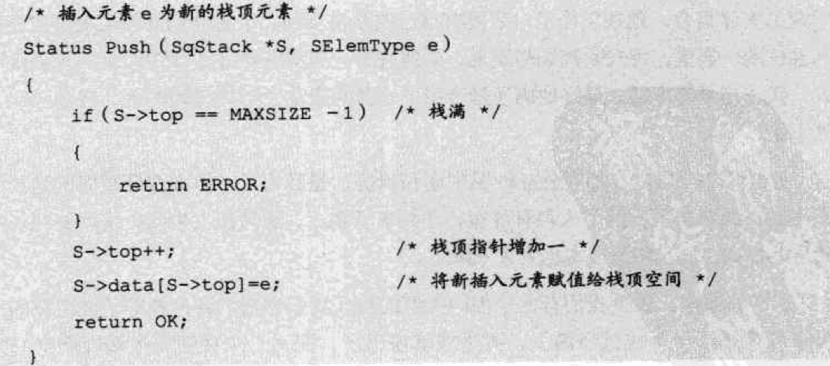 /* 插入元素 e 为新的栈顶元素 */
Status Push(SqStack *S, SElemType e)
{
    if(S->top == MAXSIZE -1) /* 栈满 */
    {
        return ERROR;
    }
    S->top++; /* 栈顶指针增加一 */
    S->data[S->top]=e; /* 将新插入元素赋值给栈顶空间 */
    return OK;
}